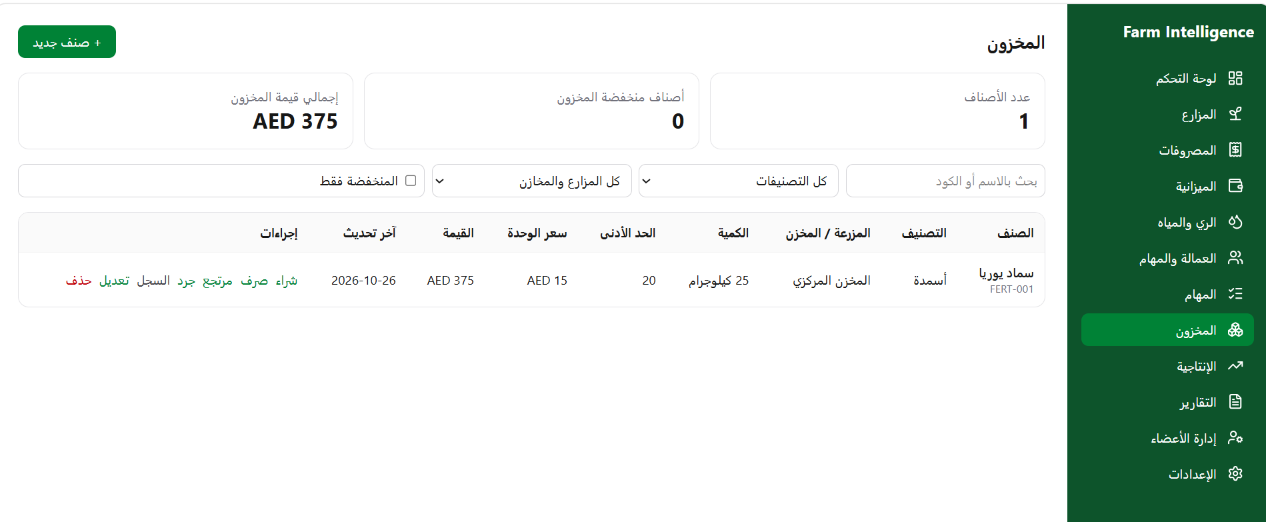 Farm Intelligence
لوحة التحكم
المزارع
المصروفات
الميزانية
الري والمياه
العمالة والمهام
المهام
المخزون
الإنتاجية
التقارير
إدارة الأعضاء
الإعدادات
المخزون
+ صنف جديد
عدد الأصناف
1
أصناف منخفضة المخزون
0
إجمالي قيمة المخزون
AED 375
بحث بالاسم أو الكود
كل التصنيفات
كل المزارع والمخازن
المنخفضة فقط
الصنف التصنيف المزرعة / المخزن الكمية الحد الأدنى سعر الوحدة القيمة آخر تحديث إجراءات
سماد يوريا أسمدة المخزن المركزي 25 كيلوجرام 20 AED 15 AED 375 2026-10-26 شراء صرف مرتجع جرد السجل تعديل حذف
FERT-001